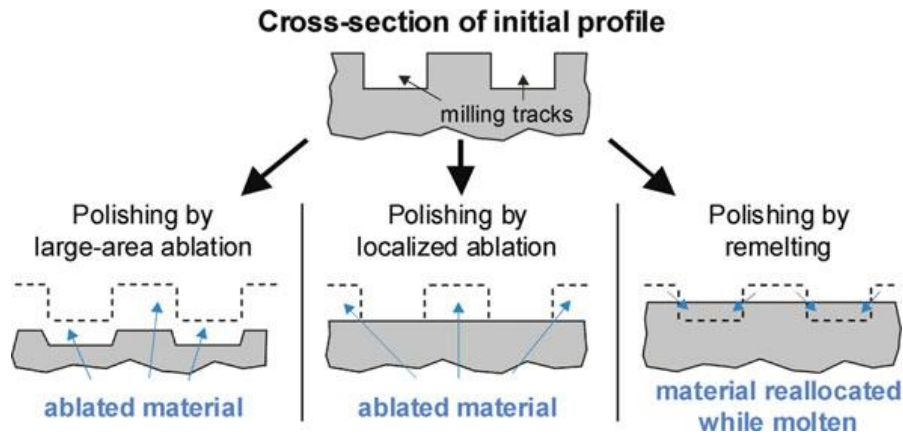 Cross-section of initial profile
milling tracks
Polishing by
large-area ablation
ablated material
Polishing by
localized ablation
ablated material
Polishing by
remelting
material reallocated
while molten